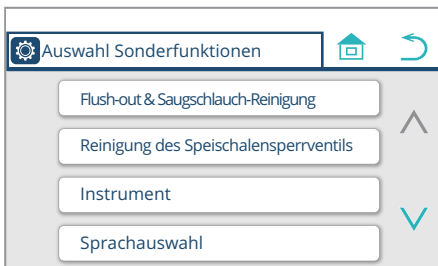 Auswahl Sonderfunktionen
Flush-out & Saugschlauch-Reinigung
Reinigung des Speischalensperrventils
Instrument
Sprachauswahl